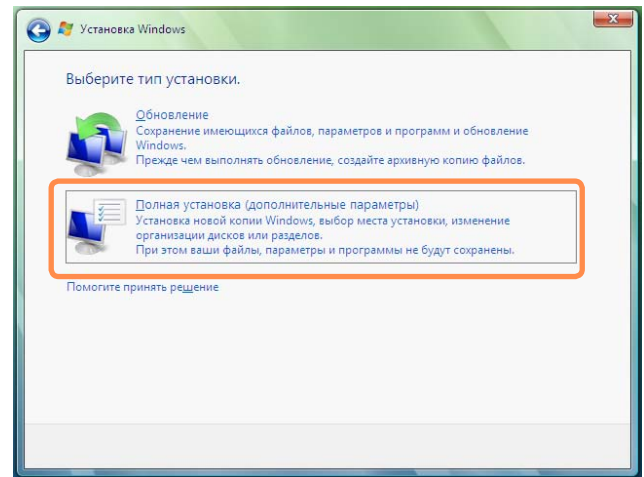 Установка Windows
Выберите тип установки.
Обновление
Сохранение имеющихся файлов, параметров и программ и обновление
Windows.
Прежде чем выполнять обновление, создайте архивную копию файлов.
Полная установка (дополнительные параметры)
Установка новой копии Windows, выбор места установки, изменение
организации дисков или разделов.
При этом ваши файлы, параметры и программы не будут сохранены.
Помогите принять решение